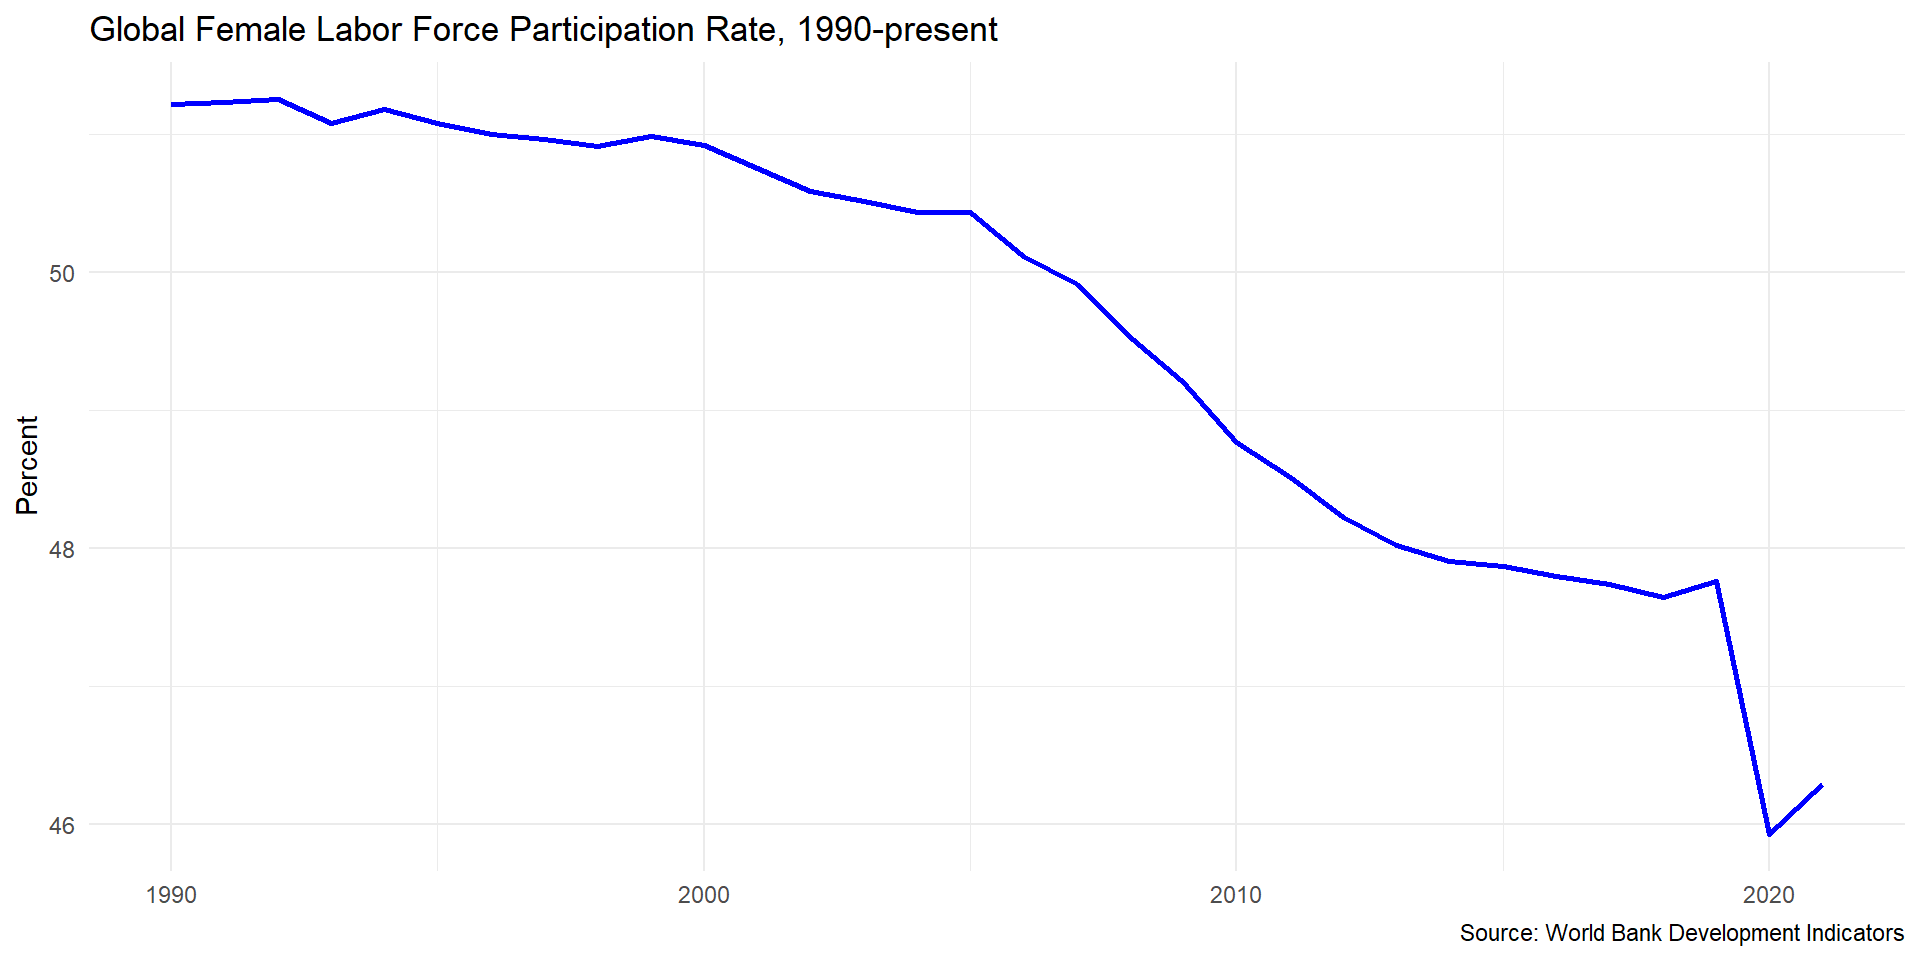 Global Female Labor Force Participation Rate, 1990-present
Percent
50
48
46
1990
2000
2010
2020
Source: World Bank Development Indicators